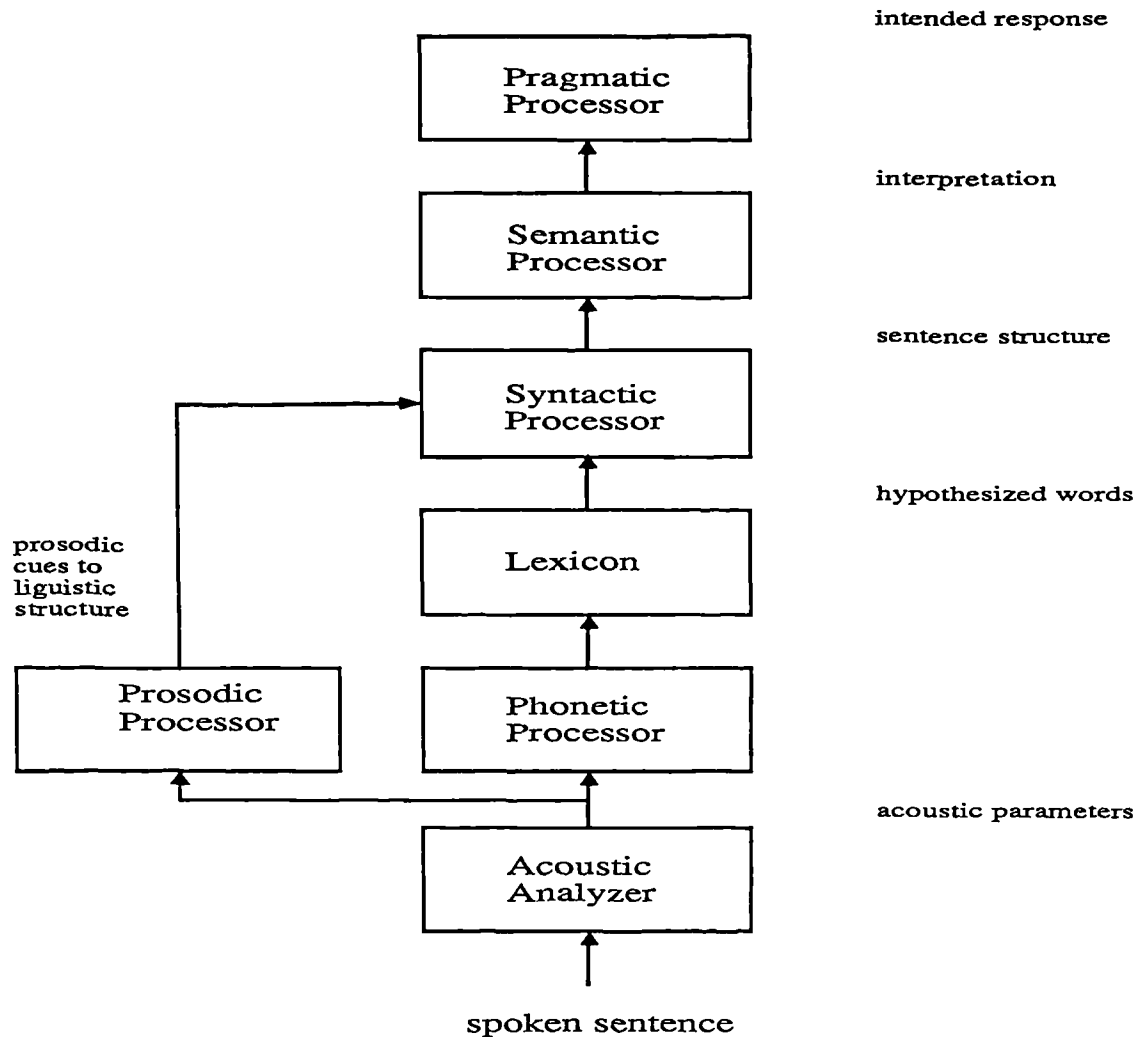 intended response
Pragmatic
Processor
interpretation
Semantic
Processor
sentence structure
Syntactic
Processor
hypothesized words
prosodic
cues to
liguistic
structure
Lexicon
Prosodic
Processor
Phonetic
Processor
acoustic parameters
Acoustic
Analyzer
spoken sentence